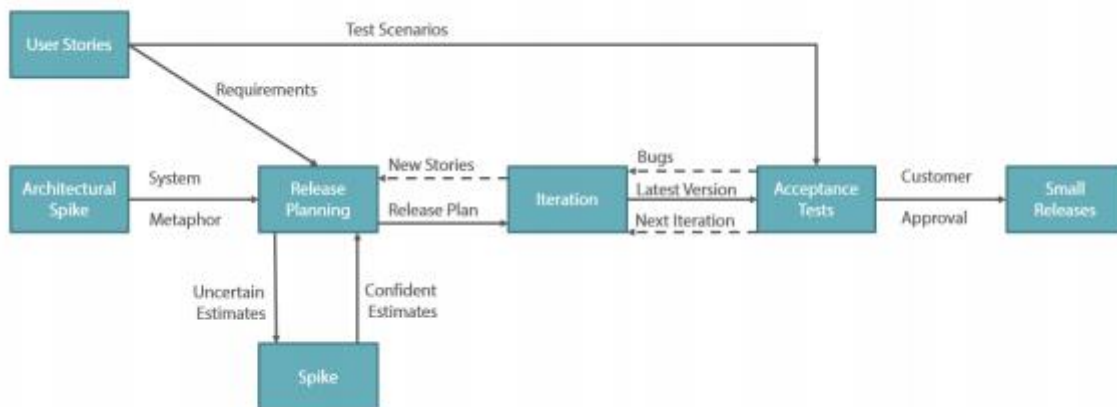 User Stories
Test Scenarios
Requirements
Architectural
Spike
System
Metaphor
Release
Planning
New Stories
Release Plan
Iteration
Bugs
Latest Version
Next Iteration
Acceptance
Tests
Customer
Approval
Small
Releases
Uncertain
Estimates
Confident
Estimates
Spike